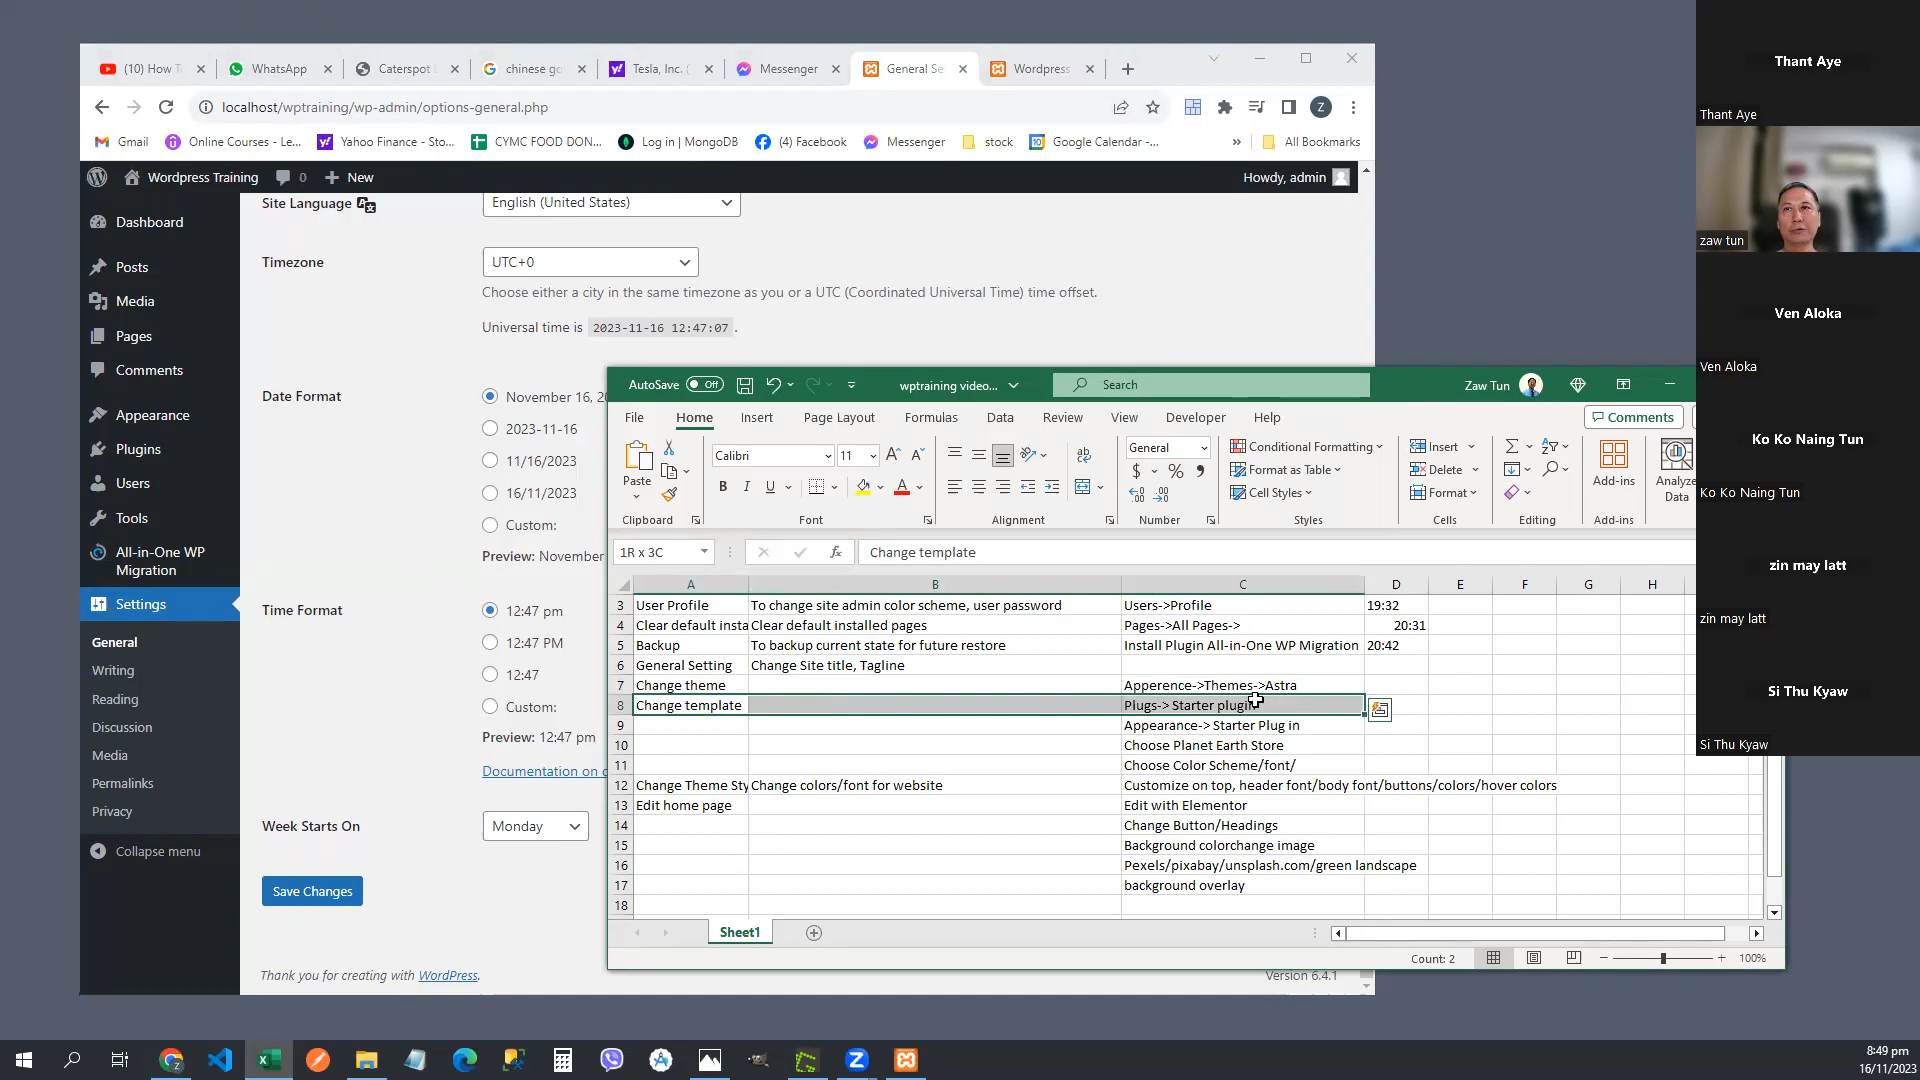 (10) How T
WhatsApp
Caterspot
chinese go
Tesla, Inc. (
Messenger
General Se
Wordpress
localhost/wptraining/wp-admin/options-general.php
Z
Gmail
Online Courses - Le...
Yahoo Finance - Sto...
CYMC FOOD DON...
Log in | MongoDB
(4) Facebook
Messenger
stock
Google Calendar -...
All Bookmarks
Wordpress Training
0
New
Howdy, admin
Dashboard
Posts
Media
Pages
Comments
Appearance
Plugins
Users
Tools
All-in-One WP
Migration
Settings
General
Writing
Reading
Discussion
Media
Permalinks
Privacy
Collapse menu
Site Language
English (United States)
Timezone
UTC+0
Choose either a city in the same timezone as you or a UTC (Coordinated Universal Time) time offset.
Universal time is 2023-11-16 12:47:07 .
Date Format
November 16, 20
2023-11-16
11/16/2023
16/11/2023
Custom:
Preview: November
Time Format
12:47 pm
12:47 PM
12:47
Custom:
Preview: 12:47 pm
Documentation on
Week Starts On
Monday
Save Changes
Thank you for creating with WordPress.
Version 6.4.1
AutoSave Off
wptraining video...
Search
Zaw Tun
File Home Insert Page Layout Formulas Data Review View Developer Help
Comments
Paste
Clipboard
Calibri
11
B I U
Font
Alignment
General
$ % 9
Number
Conditional Formatting
Format as Table
Cell Styles
Styles
Insert
Delete
Format
Cells
Editing
Add-ins
Add-ins
Analyze
Data
1R x 3C
fx
Change template
A B C D E F G H
3 User Profile To change site admin color scheme, user password Users->Profile 19:32
4 Clear default insta Clear default installed pages Pages->All Pages-> 20:31
5 Backup To backup current state for future restore Install Plugin All-in-One WP Migration 20:42
6 General Setting Change Site title, Tagline
7 Change theme Apperence->Themes->Astra
8 Change template Plugs-> Starter plugin
9 Appearance-> Starter Plug in
10 Choose Planet Earth Store
11 Choose Color Scheme/font/
12 Change Theme Sty Change colors/font for website Customize on top, header font/body font/buttons/colors/hover colors
13 Edit home page Edit with Elementor
14 Change Button/Headings
15 Background colorchange image
16 Pexels/pixabay/unsplash.com/green landscape
17 background overlay
18
Sheet1
Count: 2
100%
Thant Aye
Thant Aye
zaw tun
Ven Aloka
Ven Aloka
Ko Ko Naing Tun
Ko Ko Naing Tun
zin may latt
zin may latt
Si Thu Kyaw
Si Thu Kyaw
8:49 pm
16/11/2023